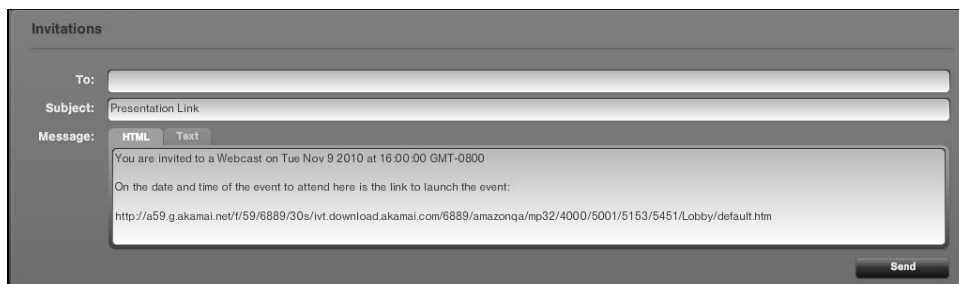 Invitations
To:
Subject: Presentation Link
Message: HTML Text
You are invited to a Webcast on Tue Nov 9 2010 at 16:00:00 GMT-0800
On the date and time of the event to attend here is the link to launch the event:
http://a59.g.akamai.net/f/59/6889/30s/ivt.download.akamai.com/6889/amazonqa/mp32/4000/5001/5153/5451/Lobby/default.htm
Send